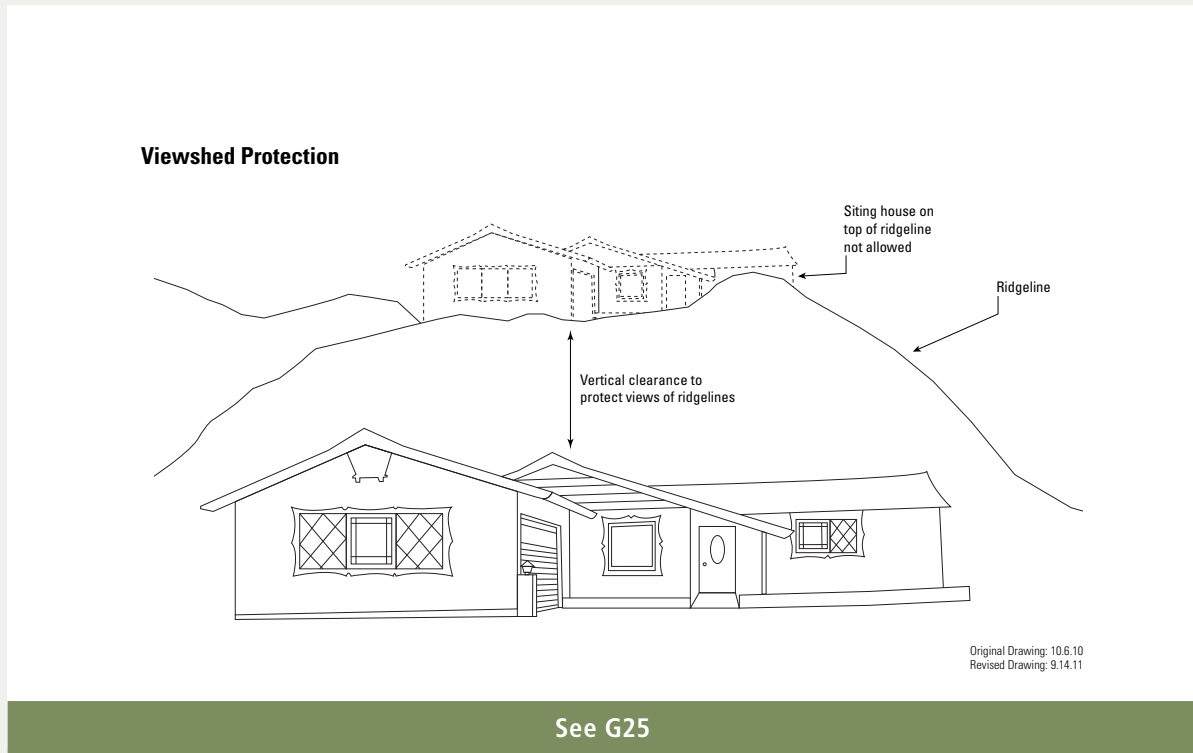 Viewshed Protection
Siting house on
top of ridgeline
not allowed
Ridgeline
Vertical clearance to
protect views of ridgelines
Original Drawing: 10.6.10
Revised Drawing: 9.14.11
See G25